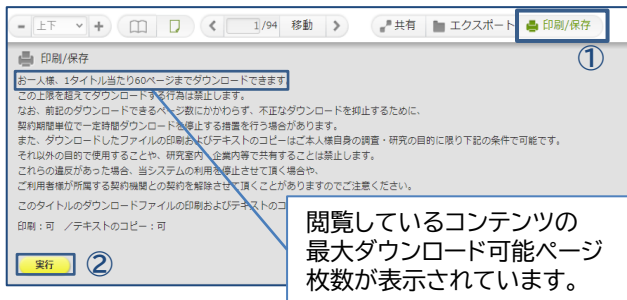 - 上下 + 1/94 移動 共有 エクスポート 印刷/保存
①
印刷/保存
お一人様、1タイトル当たり60ページまでダウンロードできます
この上限を超えてダウンロードする行為は禁止します。
なお、前記のダウンロードできるページ数にかかわらず、不正なダウンロードを抑止するために、
契約期間単位で一定時間ダウンロードを停止する措置を行う場合があります。
また、ダウンロードしたファイルの印刷及びテキストのコピーはご本人様自身の調査・研究の目的に限り下記の条件で可能です。
それ以外の目的で使用することや、研究室内、企業内等で共有することは禁止します。
これらの違反があった場合、当システムの利用を停止させて頂く場合や、
ご利用者様が所属する契約機関との契約を解除させて頂くことがありますのでご注意ください。
このタイトルのダウンロードファイルの印刷およびテキストのコ
印刷：可 ／テキストのコピー：可
実行 ②
閲覧しているコンテンツの
最大ダウンロード可能ページ
枚数が表示されています。